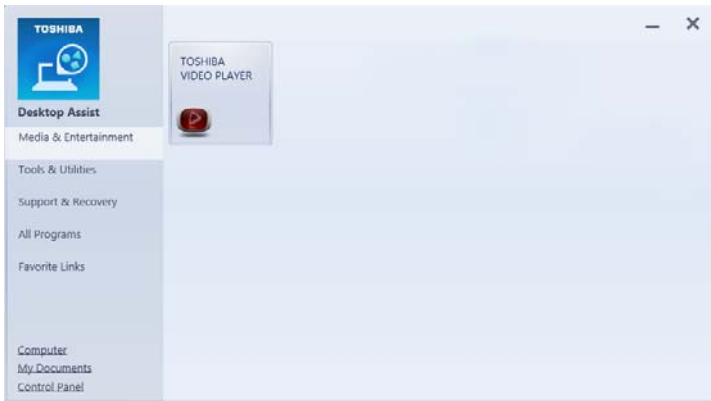 TOSHIBA
Desktop Assist
Media & Entertainment
Tools & Utilities
Support & Recovery
All Programs
Favorite Links
Computer
My Documents
Control Panel
TOSHIBA
VIDEO PLAYER